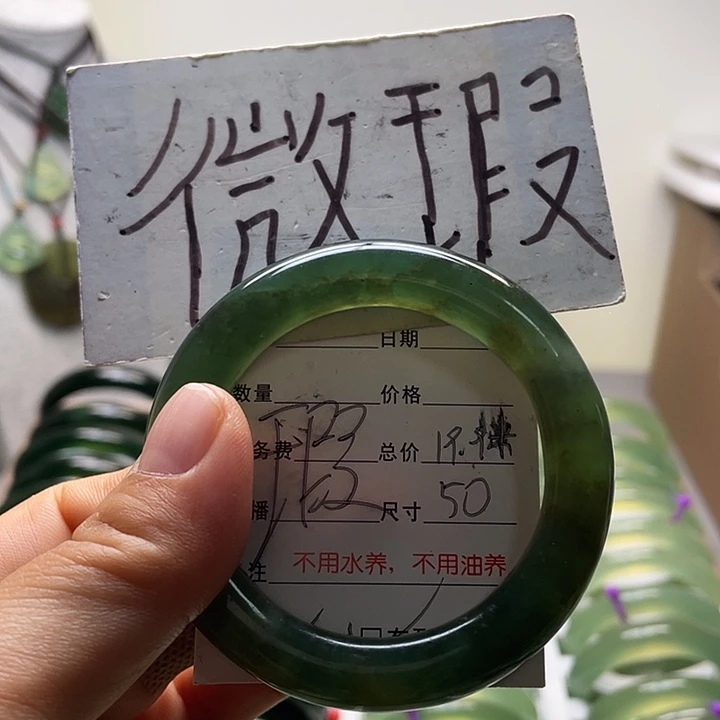 微瑕
日期
数量 价格
务费 总价
瑕
播 尺寸 50
注 不用水养，不用油养